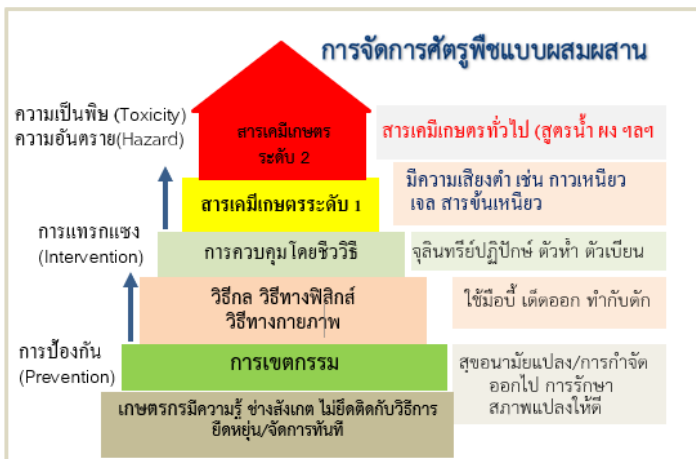 การจัดการศัตรูพืชแบบผสมผสาน
ความเป็นพิษ (Toxicity)
ความอันตราย(Hazard)
สารเคมีเกษตร
ระดับ 2
สารเคมีเกษตรทั่วไป (สูตรน้ำ ผง ฯลฯ
สารเคมีเกษตรระดับ 1
มีความเสี่ยงต่ำ เช่น กาวเหนียว
เจล สารข้นเหนียว
การแทรกแซง
(Intervention)
การควบคุมโดยชีววิธี
จุลินทรีย์ปฏิปักษ์ ตัวห้ำ ตัวเบียน
วิธีกล วิธีทางฟิสิกส์
วิธีทางกายภาพ
ใช้มือบี้ เด็ดออก ทำกับดัก
การป้องกัน
(Prevention)
การเขตกรรม
สุขอนามัยแปลง/การกำจัด
ออกไป การรักษา
สภาพแปลงให้ดี
เกษตรกรมีความรู้ ช่างสังเกต ไม่ยึดติดกับวิธีการ
ยืดหยุ่น/จัดการทันที